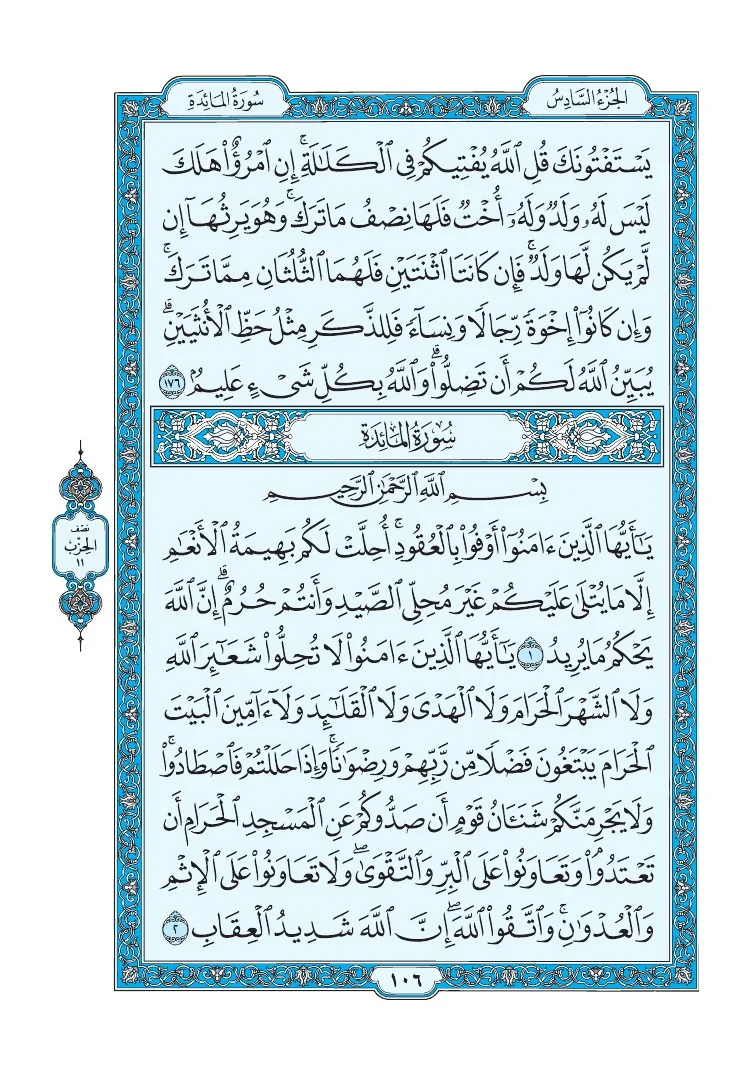 الجُزْءُ السَّادِسُ
سُورَةُ المَائِدَةِ
يَسۡتَفۡتُونَكَ قُلِ ٱللَّهُ يُفۡتِيكُمۡ فِي ٱلۡكَلَٰلَةِۚ إِنِ ٱمۡرُؤٌاْ هَلَكَ
لَيۡسَ لَهُۥ وَلَدٞ وَلَهُۥٓ أُخۡتٞ فَلَهَا نِصۡفُ مَا تَرَكَۚ وَهُوَ يَرِثُهَآ إِن
لَّمۡ يَكُن لَّهَا وَلَدٞۚ فَإِن كَانَتَا ٱثۡنَتَيۡنِ فَلَهُمَا ٱلثُّلُثَانِ مِمَّا تَرَكَۚ
وَإِن كَانُوٓاْ إِخۡوَةٗ رِّجَالٗا وَنِسَآءٗ فَلِلذَّكَرِ مِثۡلُ حَظِّ ٱلۡأُنثَيَيۡنِۗ
يُبَيِّنُ ٱللَّهُ لَكُمۡ أَن تَضِلُّواْۗ وَٱللَّهُ بِكُلِّ شَيۡءٍ عَلِيمُۢ ١٧٦
سُورَةُ المَائِدَةِ
بِسۡمِ ٱللَّهِ ٱلرَّحۡمَٰنِ ٱلرَّحِيمِ
يَٰٓأَيُّهَا ٱلَّذِينَ ءَامَنُوٓاْ أَوۡفُواْ بِٱلۡعُقُودِۚ أُحِلَّتۡ لَكُم بَهِيمَةُ ٱلۡأَنۡعَٰمِ
إِلَّا مَا يُتۡلَىٰ عَلَيۡكُمۡ غَيۡرَ مُحِلِّي ٱلصَّيۡدِ وَأَنتُمۡ حُرُمٌۗ إِنَّ ٱللَّهَ
يَحۡكُمُ مَا يُرِيدُ ١ يَٰٓأَيُّهَا ٱلَّذِينَ ءَامَنُواْ لَا تُحِلُّواْ شَعَٰٓئِرَ ٱللَّهِ
وَلَا ٱلشَّهۡرَ ٱلۡحَرَامَ وَلَا ٱلۡهَدۡيَ وَلَا ٱلۡقَلَٰٓئِدَ وَلَآ ءَآمِّينَ ٱلۡبَيۡتَ
ٱلۡحَرَامَ يَبۡتَغُونَ فَضۡلٗا مِّن رَّبِّهِمۡ وَرِضۡوَٰنٗاۚ وَإِذَا حَلَلۡتُمۡ فَٱصۡطَادُواْۚ
وَلَا يَجۡرِمَنَّكُمۡ شَنَـَٔانُ قَوۡمٍ أَن صَدُّوكُمۡ عَنِ ٱلۡمَسۡجِدِ ٱلۡحَرَامِ أَن
تَعۡتَدُواْۘ وَتَعَاوَنُواْ عَلَى ٱلۡبِرِّ وَٱلتَّقۡوَىٰۖ وَلَا تَعَاوَنُواْ عَلَى ٱلۡإِثۡمِ
وَٱلۡعُدۡوَٰنِۚ وَٱتَّقُواْ ٱللَّهَۖ إِنَّ ٱللَّهَ شَدِيدُ ٱلۡعِقَابِ ٢
نصف
الحِزْبِ
١١
١٠٦